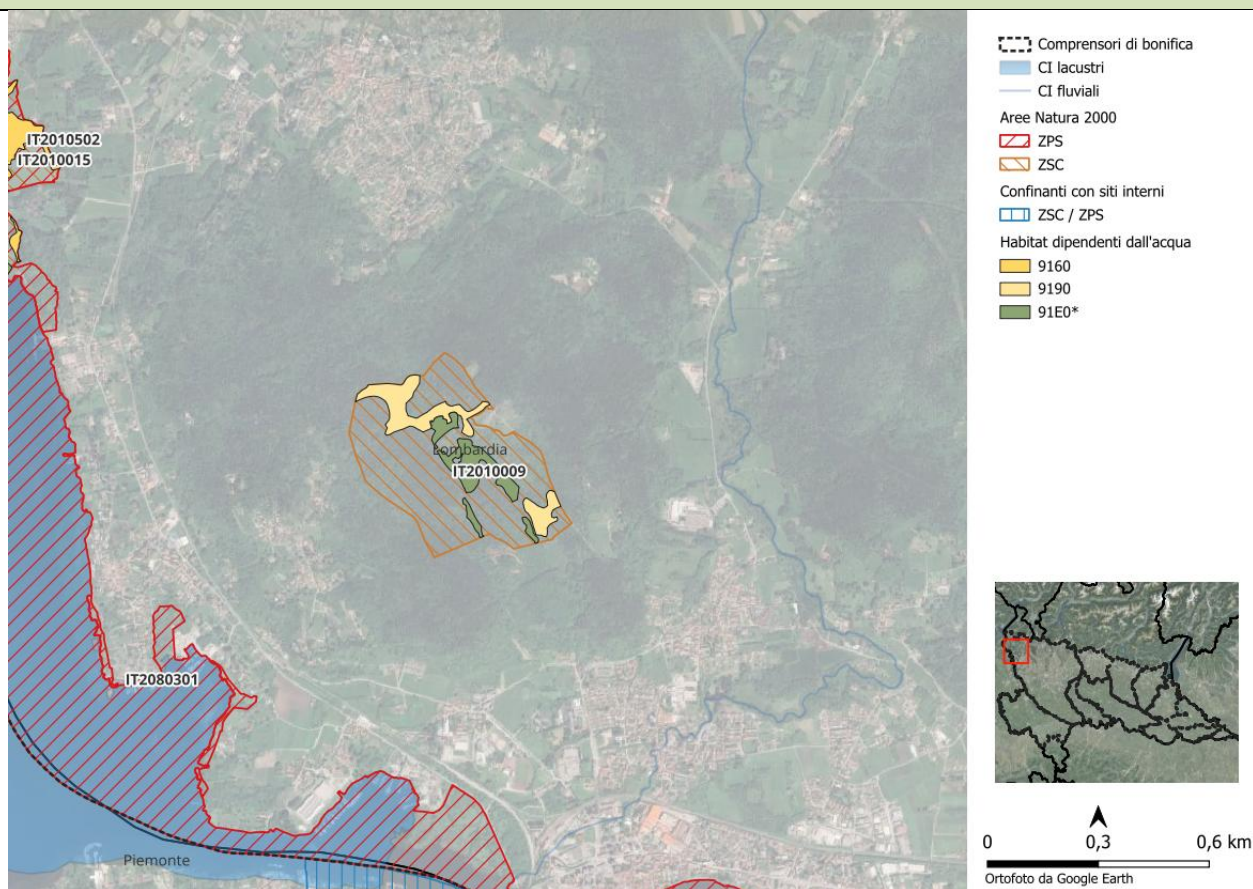 IT2010502
IT2010015
Lombardia
IT2010009
IT2080301
Piemonte
Comprensori di bonifica
CI lacustri
CI fluviali
Aree Natura 2000
ZPS
ZSC
Confinanti con siti interni
ZSC / ZPS
Habitat dipendenti dall'acqua
9160
9190
91E0*
0
0,3
0,6 km
Ortofoto da Google Earth